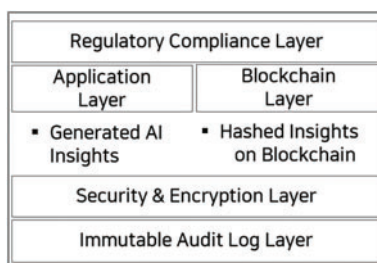 Regulatory Compliance Layer
Application
Layer
Blockchain
Layer
▪ Generated AI
Insights
▪ Hashed Insights
on Blockchain
Security & Encryption Layer
Immutable Audit Log Layer